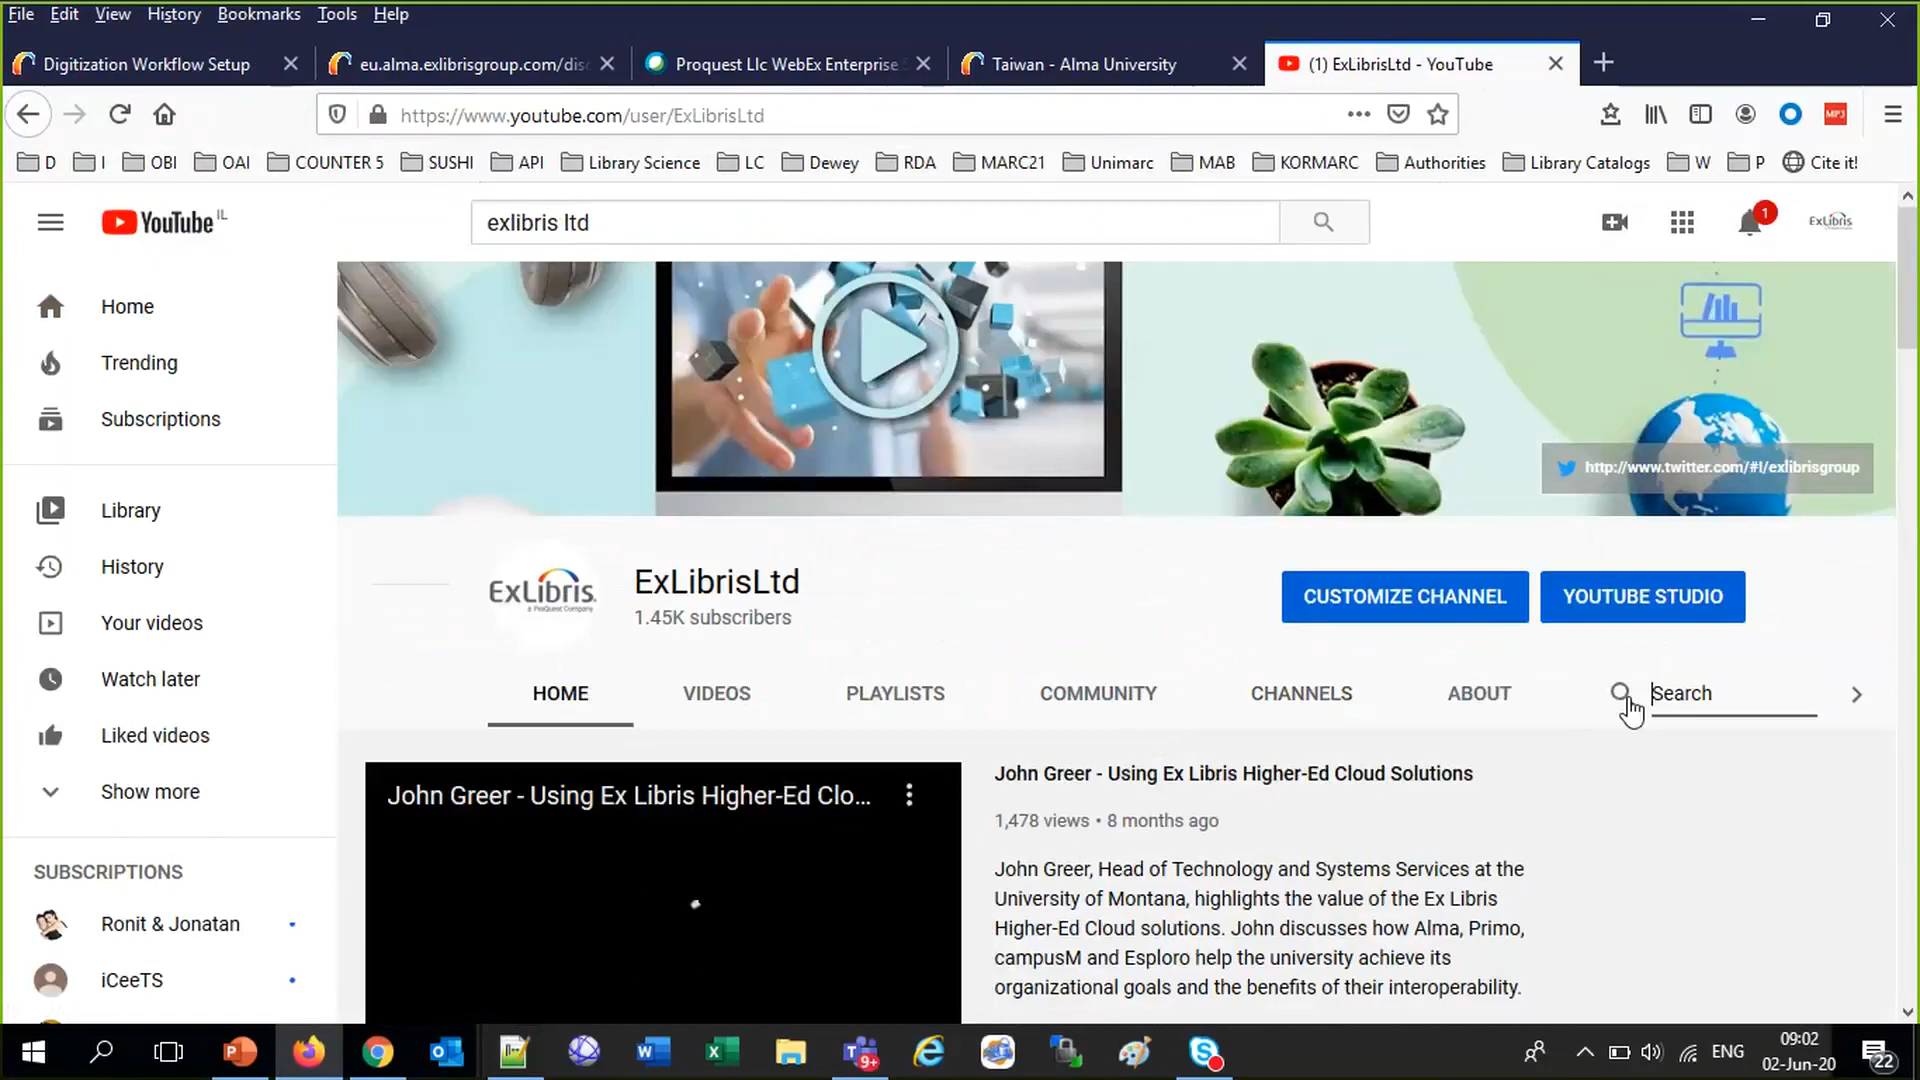 File Edit View History Bookmarks Tools Help
Digitization Workflow Setup
eu.alma.exlibrisgroup.com/dis
Proquest Llc WebEx Enterprise
Taiwan - Alma University
(1) ExLibrisLtd - YouTube
https://www.youtube.com/user/ExLibrisLtd
MP3
D I OBI OAI COUNTER 5 SUSHI API Library Science LC Dewey RDA MARC21 Unimarc MAB KORMARC Authorities Library Catalogs W P Cite it!
YouTube IL
exlibris ltd
1
ExLibris
Home
Trending
Subscriptions
Library
History
Your videos
Watch later
Liked videos
Show more
SUBSCRIPTIONS
Ronit & Jonatan
iCeeTS
http://www.twitter.com/#!/exlibrisgroup
ExLibris
a ProQuest Company
ExLibrisLtd
1.45K subscribers
CUSTOMIZE CHANNEL
YOUTUBE STUDIO
HOME VIDEOS PLAYLISTS COMMUNITY CHANNELS ABOUT Search
John Greer - Using Ex Libris Higher-Ed Clo...
John Greer - Using Ex Libris Higher-Ed Cloud Solutions
1,478 views • 8 months ago
John Greer, Head of Technology and Systems Services at the
University of Montana, highlights the value of the Ex Libris
Higher-Ed Cloud solutions. John discusses how Alma, Primo,
campusM and Esploro help the university achieve its
organizational goals and the benefits of their interoperability.
9+
ENG
09:02
02-Jun-20
22